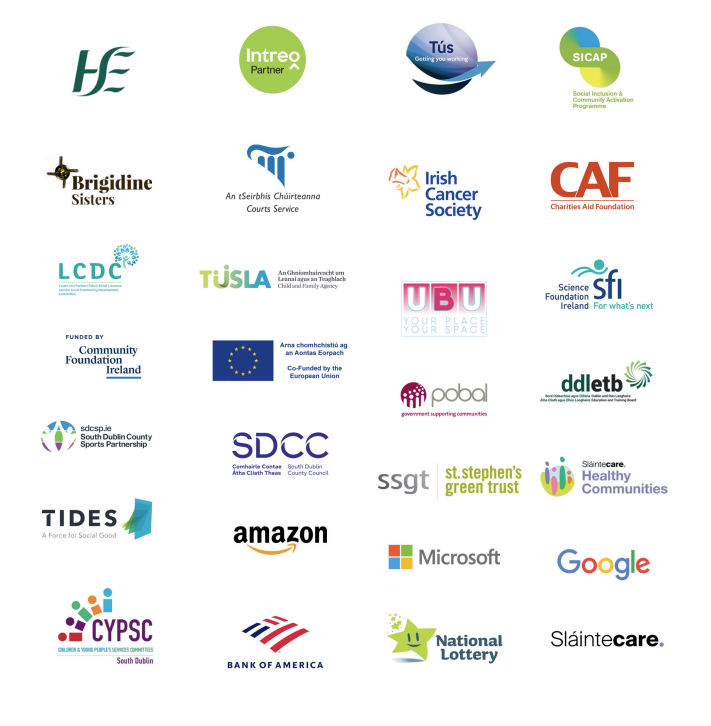 HSE
Intreo
Partner
Tús
Getting you working
SICAP
Social Inclusion &
Community Activation
Programme
Brigidine
Sisters
An tSeirbhís Chúirteanna
Courts Service
Irish
Cancer
Society
CAF
Charities Aid Foundation
LCDC
TUSLA
An Ghníomhaireacht um
Leanaí agus an Teaghlach
Child and Family Agency
UBU
YOUR PLACE
YOUR SPACE
Science
Foundation
Ireland
sfi
For what's next
FUNDED BY
Community
Foundation
Ireland
Arna chomhchistiú ag
an Aontas Eorpach
Co-Funded by the
European Union
pobal
government supporting communities
ddletb
Bord Oideachais agus Oiliúna
Átha Cliath agus Dhún Laoghaire
Dublin and Dún Laoghaire
Education and Training Board
sdcsp.ie
South Dublin County
Sports Partnership
SDCC
Comhairle Contae
Átha Cliath Theas
South Dublin
County Council
ssgt
st.stephen's
green trust
Sláintecare.
Healthy
Communities
TIDES
A Force for Social Good
amazon
Microsoft
Google
CYPSC
CHILDREN & YOUNG PEOPLE'S SERVICES COMMITTEES
South Dublin
BANK OF AMERICA
National
Lottery
Sláintecare.